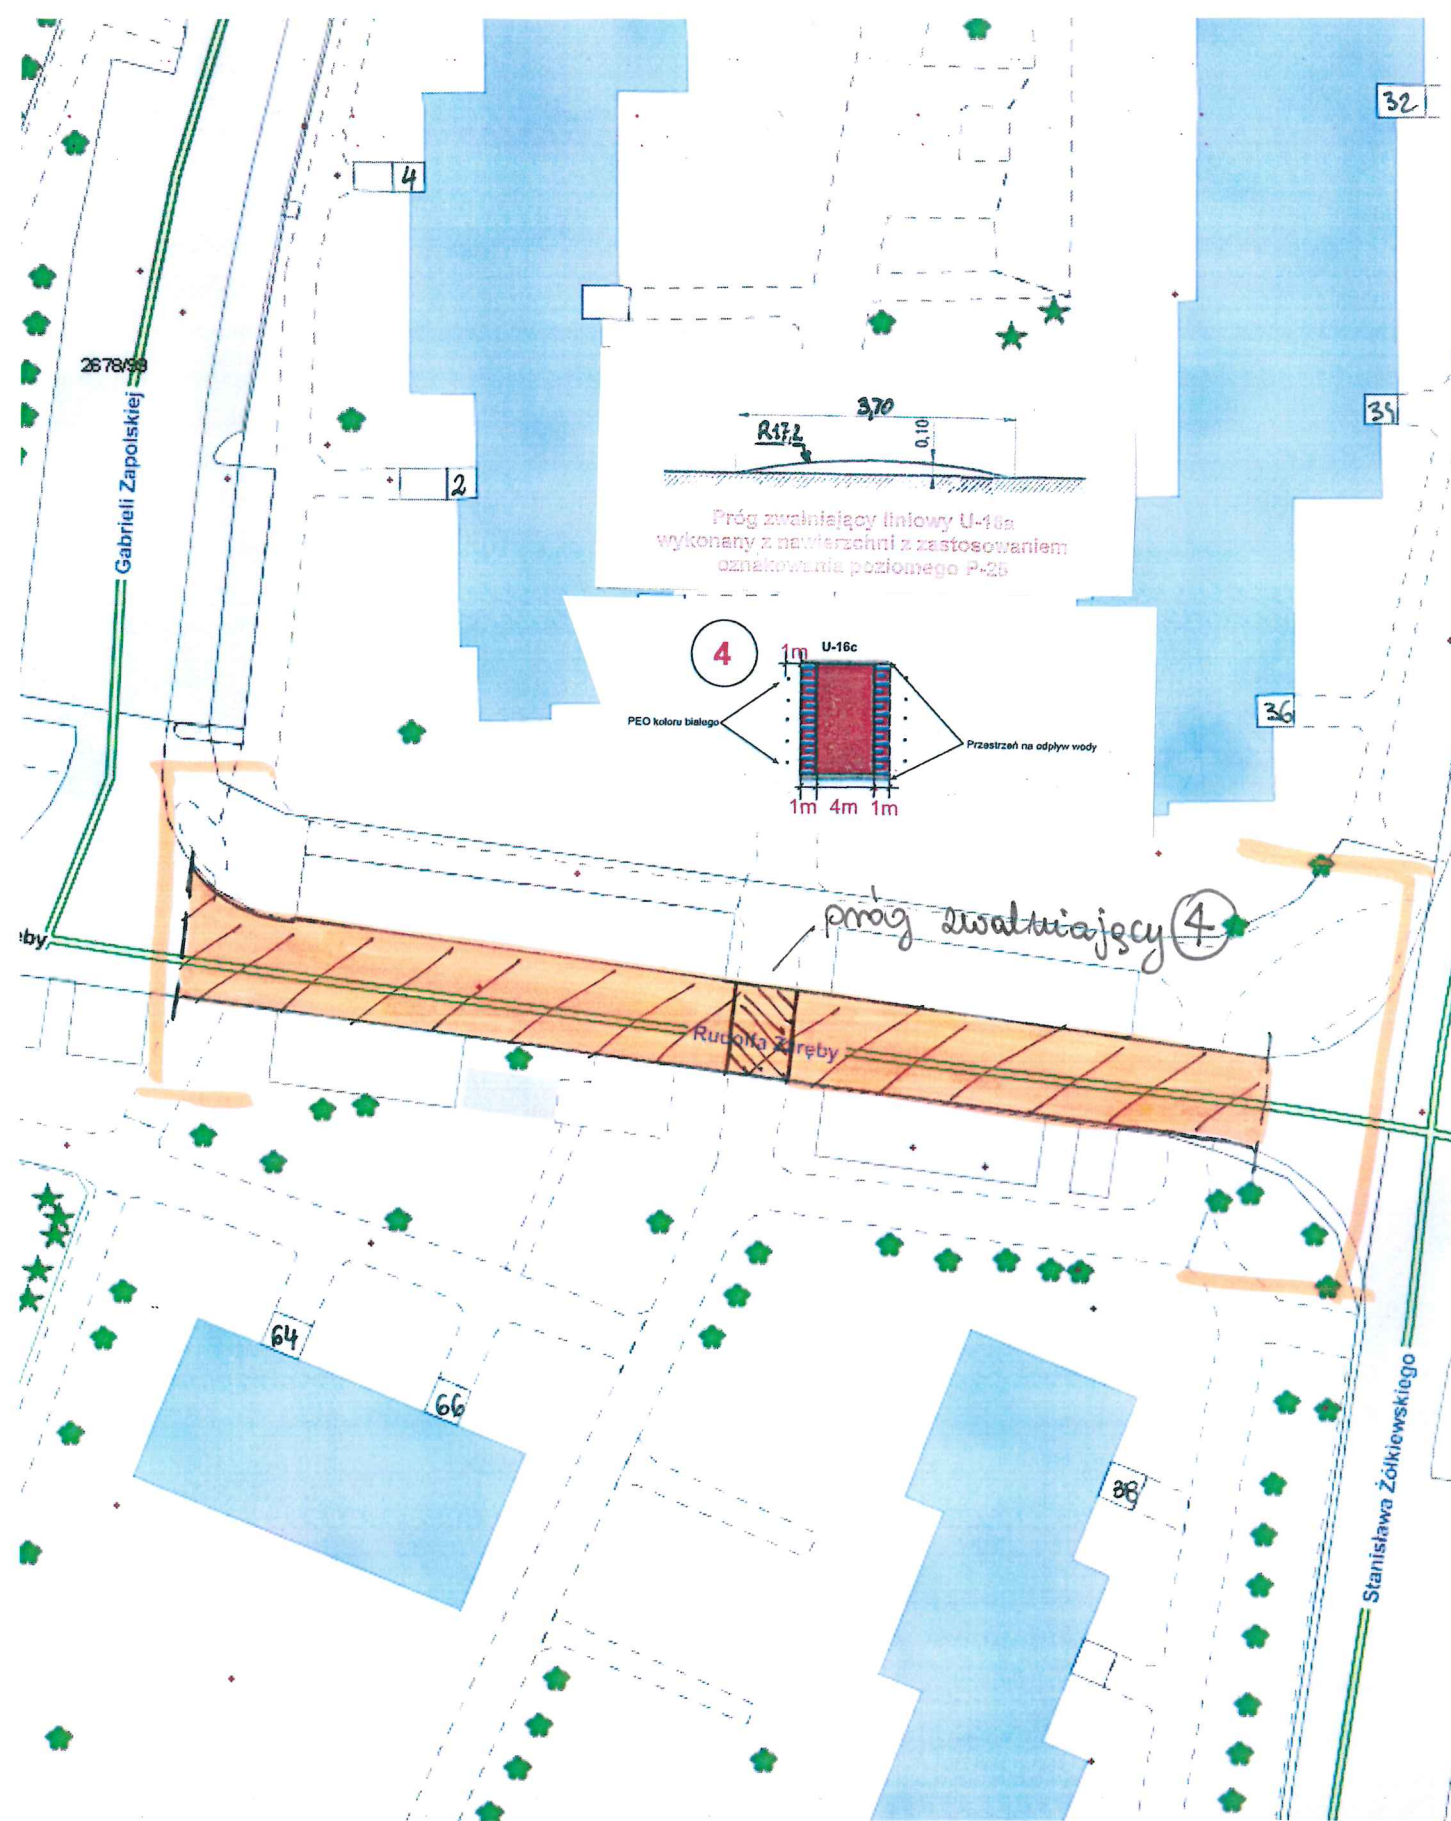 32
4
2678/99
Gabrieli Zapolskiej
3,70
R17,2
0,10
2
Próg zwalniający liniowy U-16a
wykonany z nawierzchni z zastosowaniem
oznakowania poziomego P-25
4
1m
U-16c
PEO koloru białego
Przestrzeń na odpływ wody
1m 4m 1m
36
próg zwalniający 4
Rudolfa Zaręby
64
66
38
Stanisława Żółkiewskiego